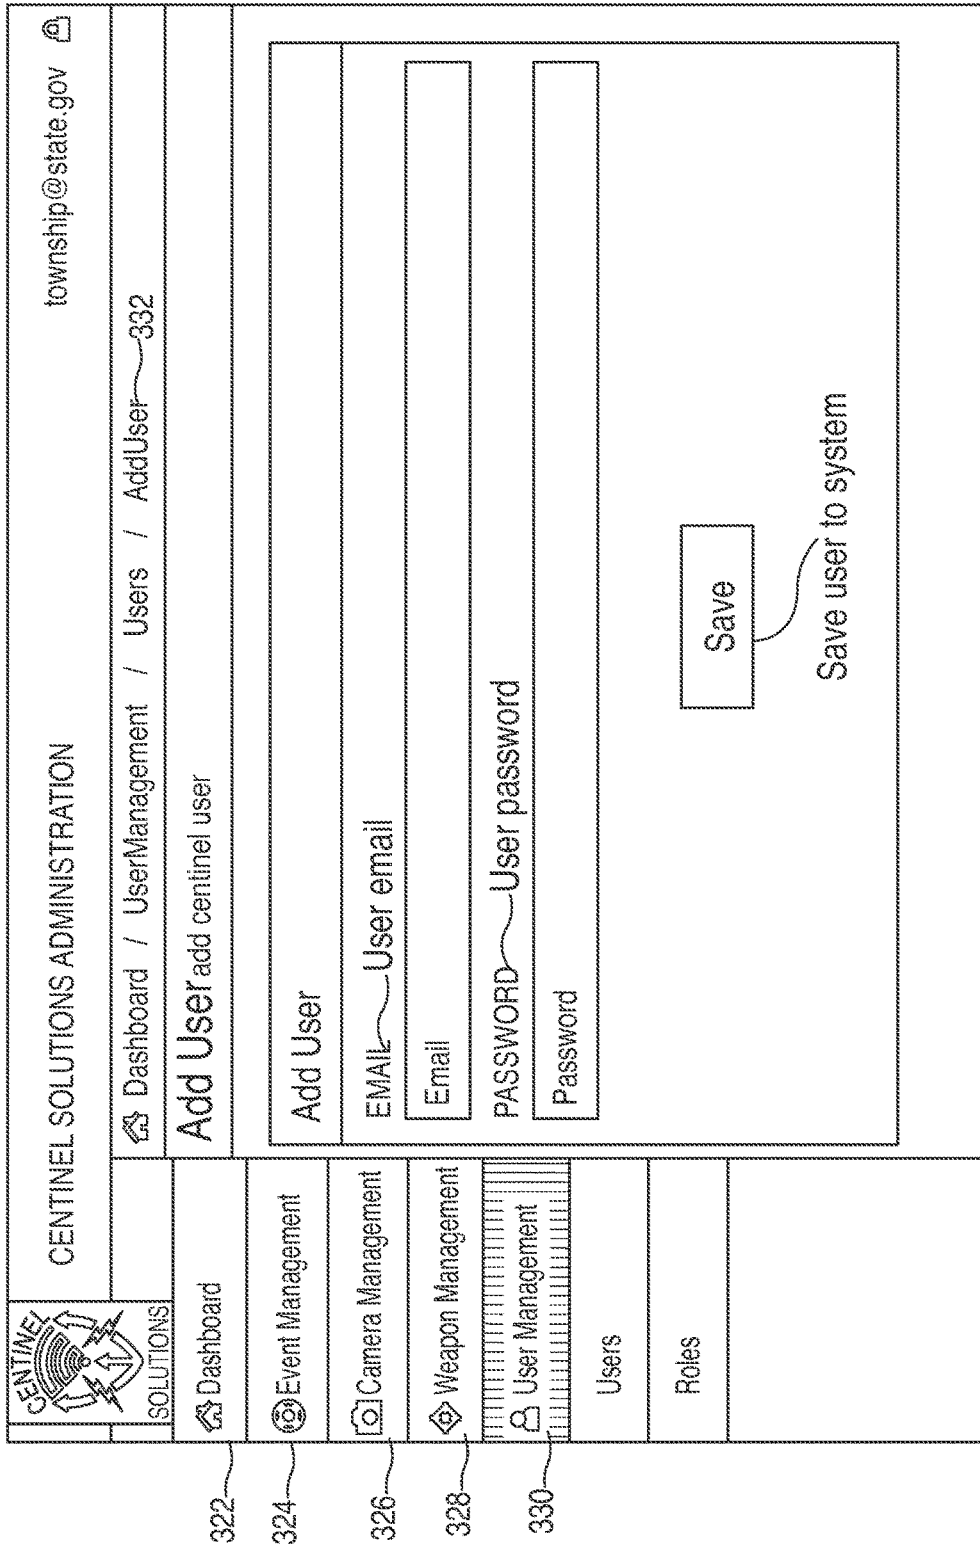 CENTINEL
SOLUTIONS
CENTINEL SOLUTIONS ADMINISTRATION
township@state.gov
Dashboard / UserManagement / Users / AddUser 332
Add User add centinel user
322 Dashboard
324 Event Management
326 Camera Management
328 Weapon Management
330 User Management
Users
Roles
Add User
EMAIL User email
Email
PASSWORD User password
Password
Save
Save user to system